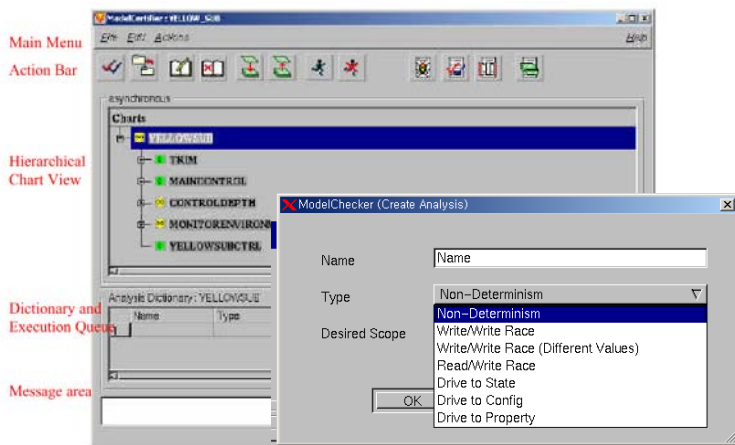 ModelCertifier : YELLOW_SUB
File Edit Actions Help
Main Menu
Action Bar
asynchronous
Charts
YELLOWSUB
TRIM
MAINCONTROL
CONTROLDEPTH
MONITORENVIRONM
YELLOWSUBCTRL
Hierarchical
Chart View
ModelChecker (Create Analysis)
Name Name
Type Non-Determinism
Non-Determinism
Write/Write Race
Write/Write Race (Different Values)
Read/Write Race
Drive to State
Drive to Config
Drive to Property
Desired Scope
OK
Analysis Dictionary : YELLOWSUB
Name Type
Dictionary and
Execution Queue
Message area